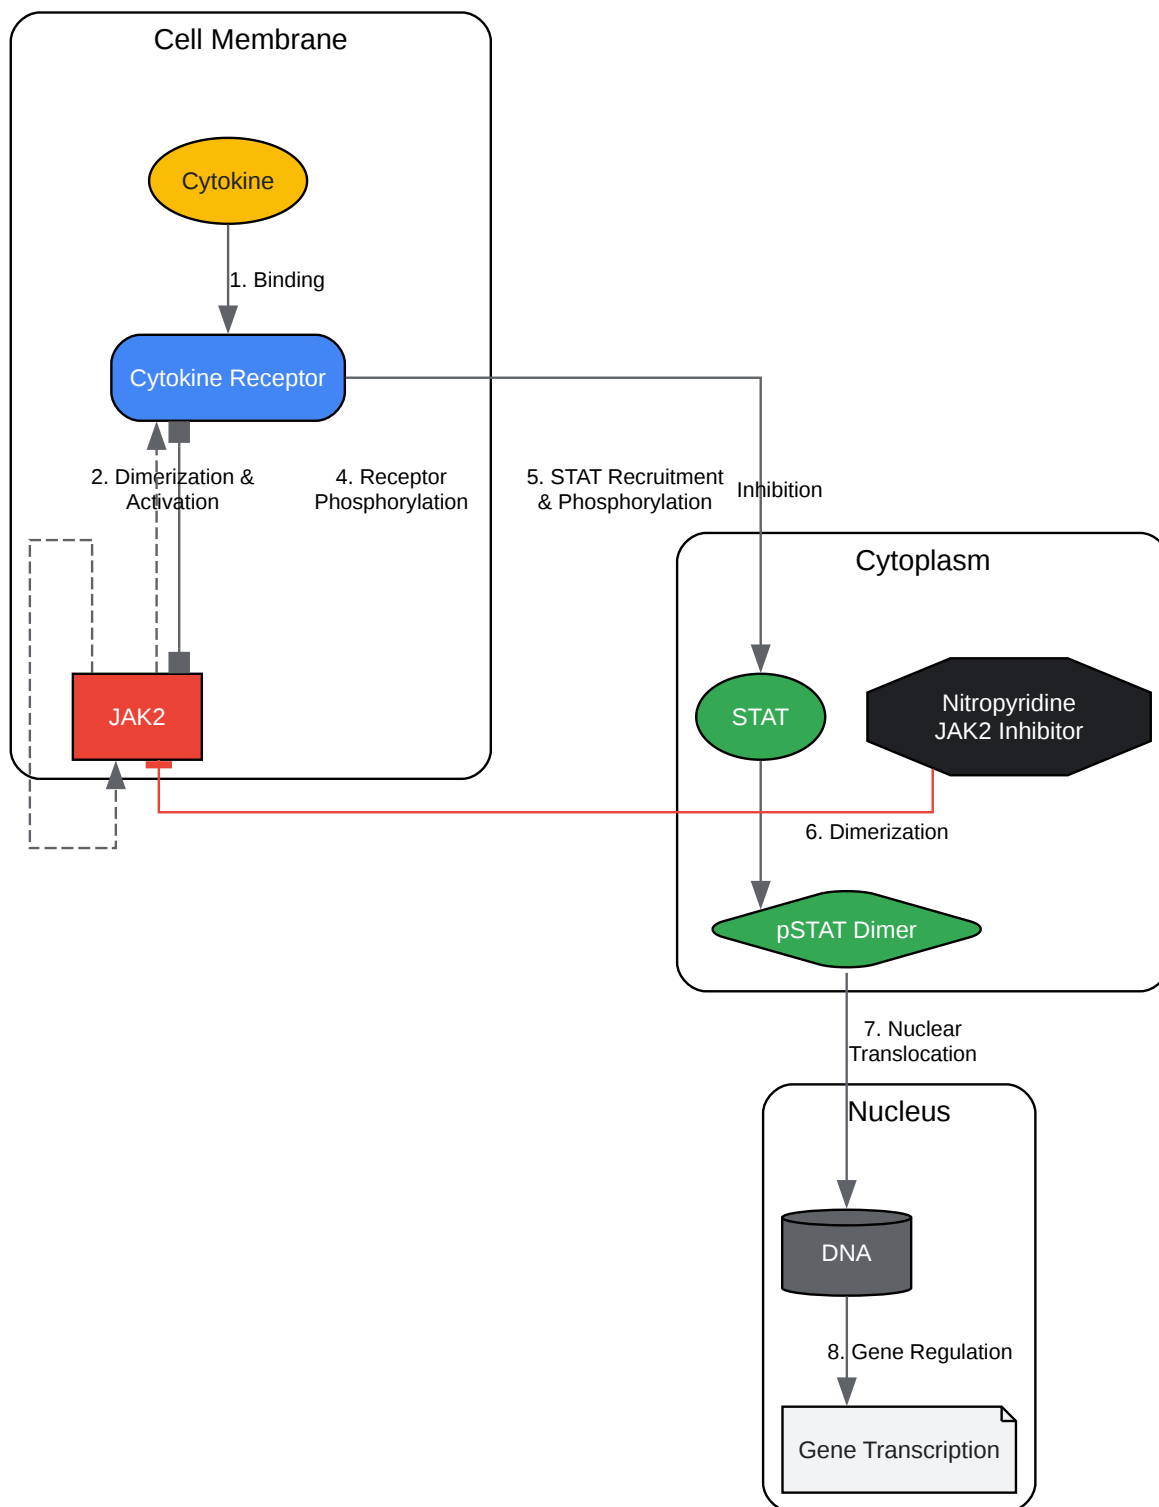 Cell Membrane
Cytokine
1. Binding
Cytokine Receptor
2. Dimerization &
Activation
4. Receptor
Phosphorylation
5. STAT Recruitment
& Phosphorylation
Inhibition
Cytoplasm
JAK2
STAT
Nitropyridine
JAK2 Inhibitor
6. Dimerization
pSTAT Dimer
7. Nuclear
Translocation
Nucleus
DNA
8. Gene Regulation
Gene Transcription